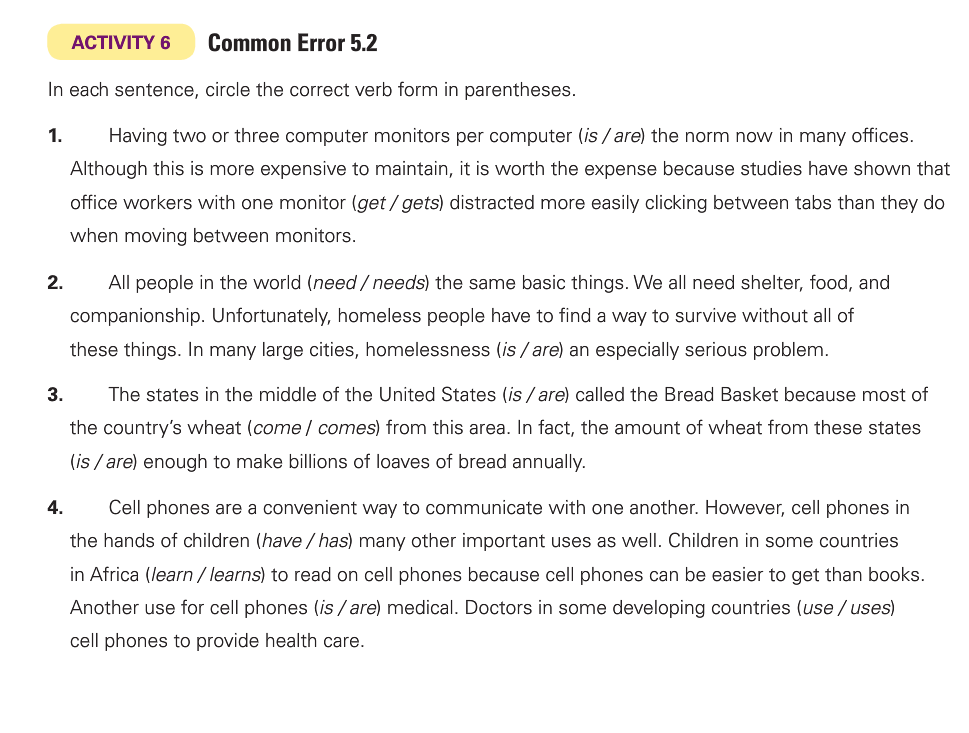 ACTIVITY 6 Common Error 5.2
In each sentence, circle the correct verb form in parentheses.
1. Having two or three computer monitors per computer (is / are) the norm now in many offices.
Although this is more expensive to maintain, it is worth the expense because studies have shown that
office workers with one monitor (get / gets) distracted more easily clicking between tabs than they do
when moving between monitors.
2. All people in the world (need / needs) the same basic things. We all need shelter, food, and
companionship. Unfortunately, homeless people have to find a way to survive without all of
these things. In many large cities, homelessness (is / are) an especially serious problem.
3. The states in the middle of the United States (is / are) called the Bread Basket because most of
the country's wheat (come / comes) from this area. In fact, the amount of wheat from these states
(is / are) enough to make billions of loaves of bread annually.
4. Cell phones are a convenient way to communicate with one another. However, cell phones in
the hands of children (have / has) many other important uses as well. Children in some countries
in Africa (learn / learns) to read on cell phones because cell phones can be easier to get than books.
Another use for cell phones (is / are) medical. Doctors in some developing countries (use / uses)
cell phones to provide health care.